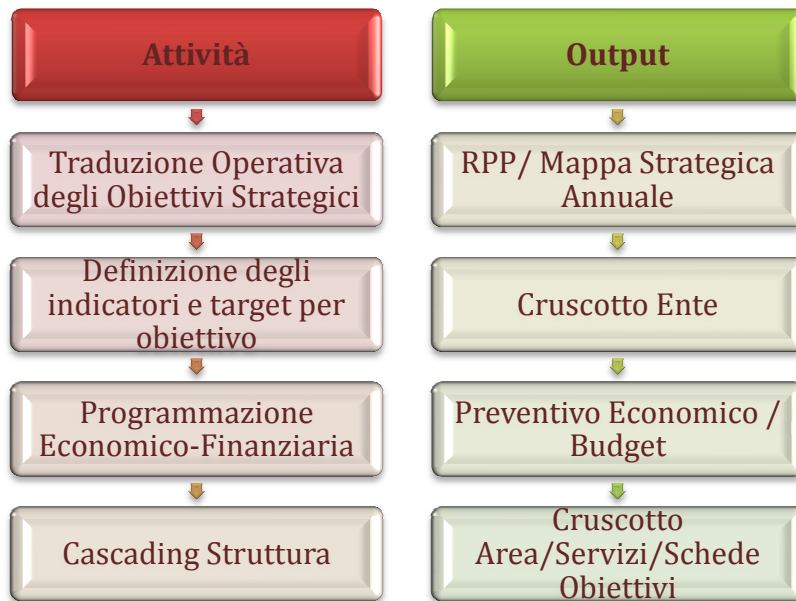 Attività
Traduzione Operativa
degli Obiettivi Strategici
Definizione degli
indicatori e target per
obiettivo
Programmazione
Economico-Finanziaria
Cascading Struttura
Output
RPP/ Mappa Strategica
Annuale
Cruscotto Ente
Preventivo Economico /
Budget
Cruscotto
Area/Servizi/Schede
Obiettivi